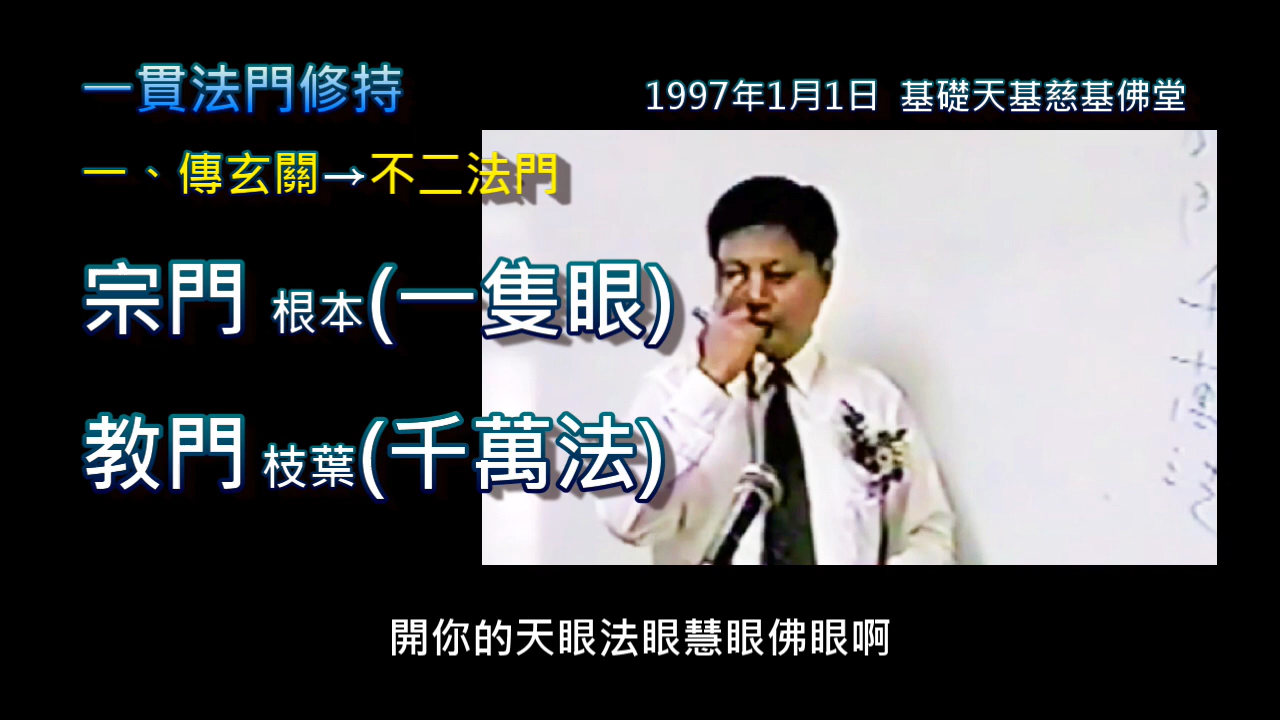 一貫法門修持
1997年1月1日 基礎天基慈基佛堂
一、傳玄關→不二法門
宗門 根本(一隻眼)
教門 枝葉(千萬法)
開你的天眼法眼慧眼佛眼啊